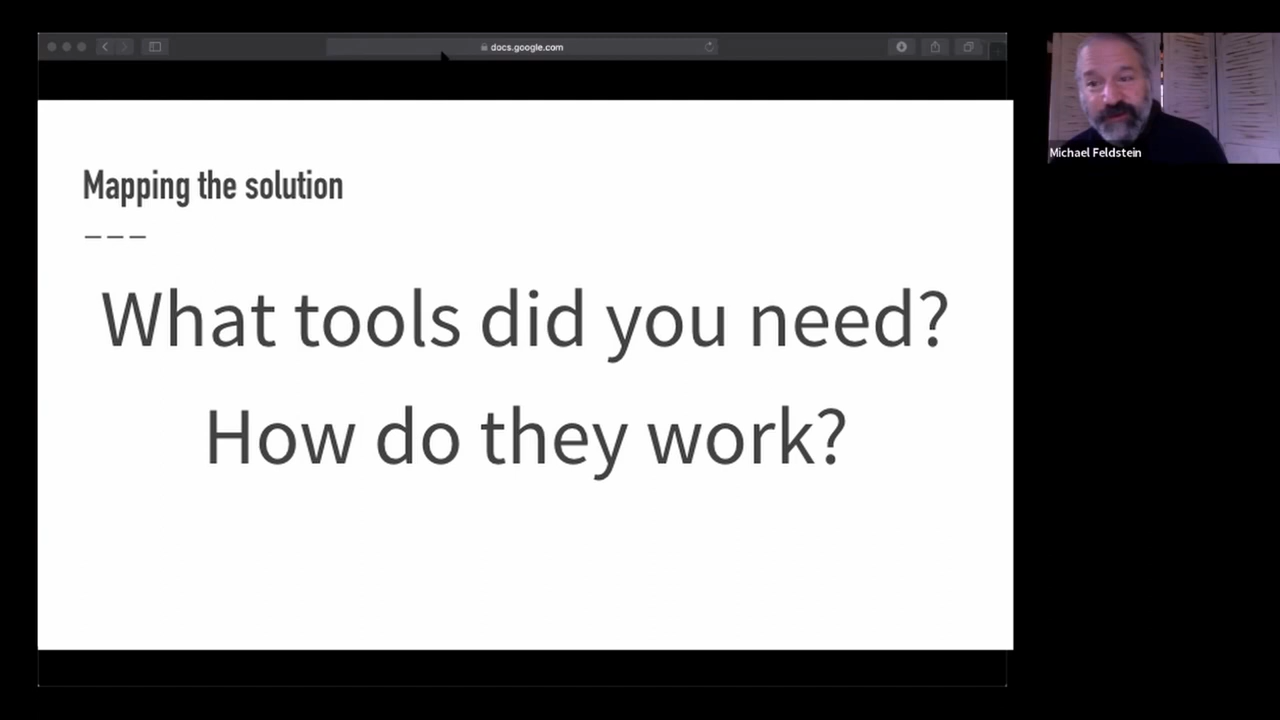 docs.google.com
Mapping the solution
What tools did you need?
How do they work?
Michael Feldstein